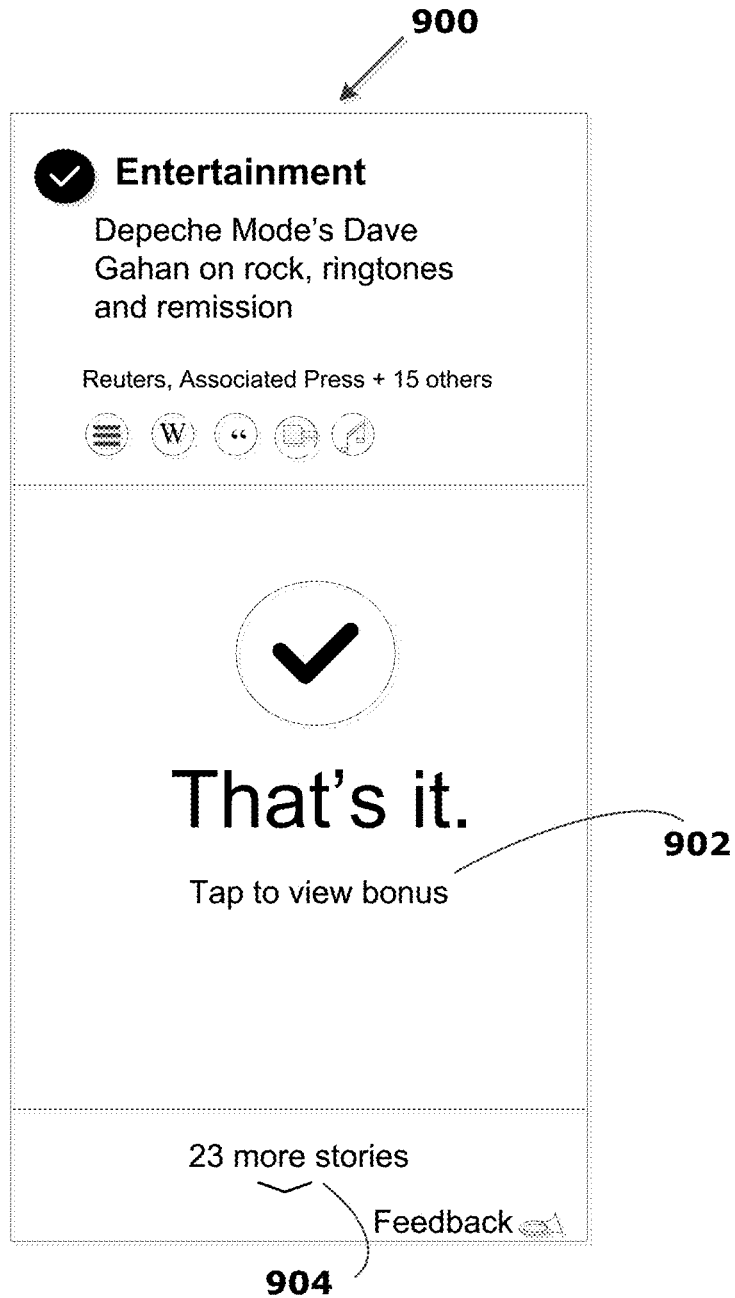 900
Entertainment
Depeche Mode’s Dave
Gahan on rock, ringtones
and remission
Reuters, Associated Press + 15 others
W “
That’s it.
902
Tap to view bonus
23 more stories
Feedback
904